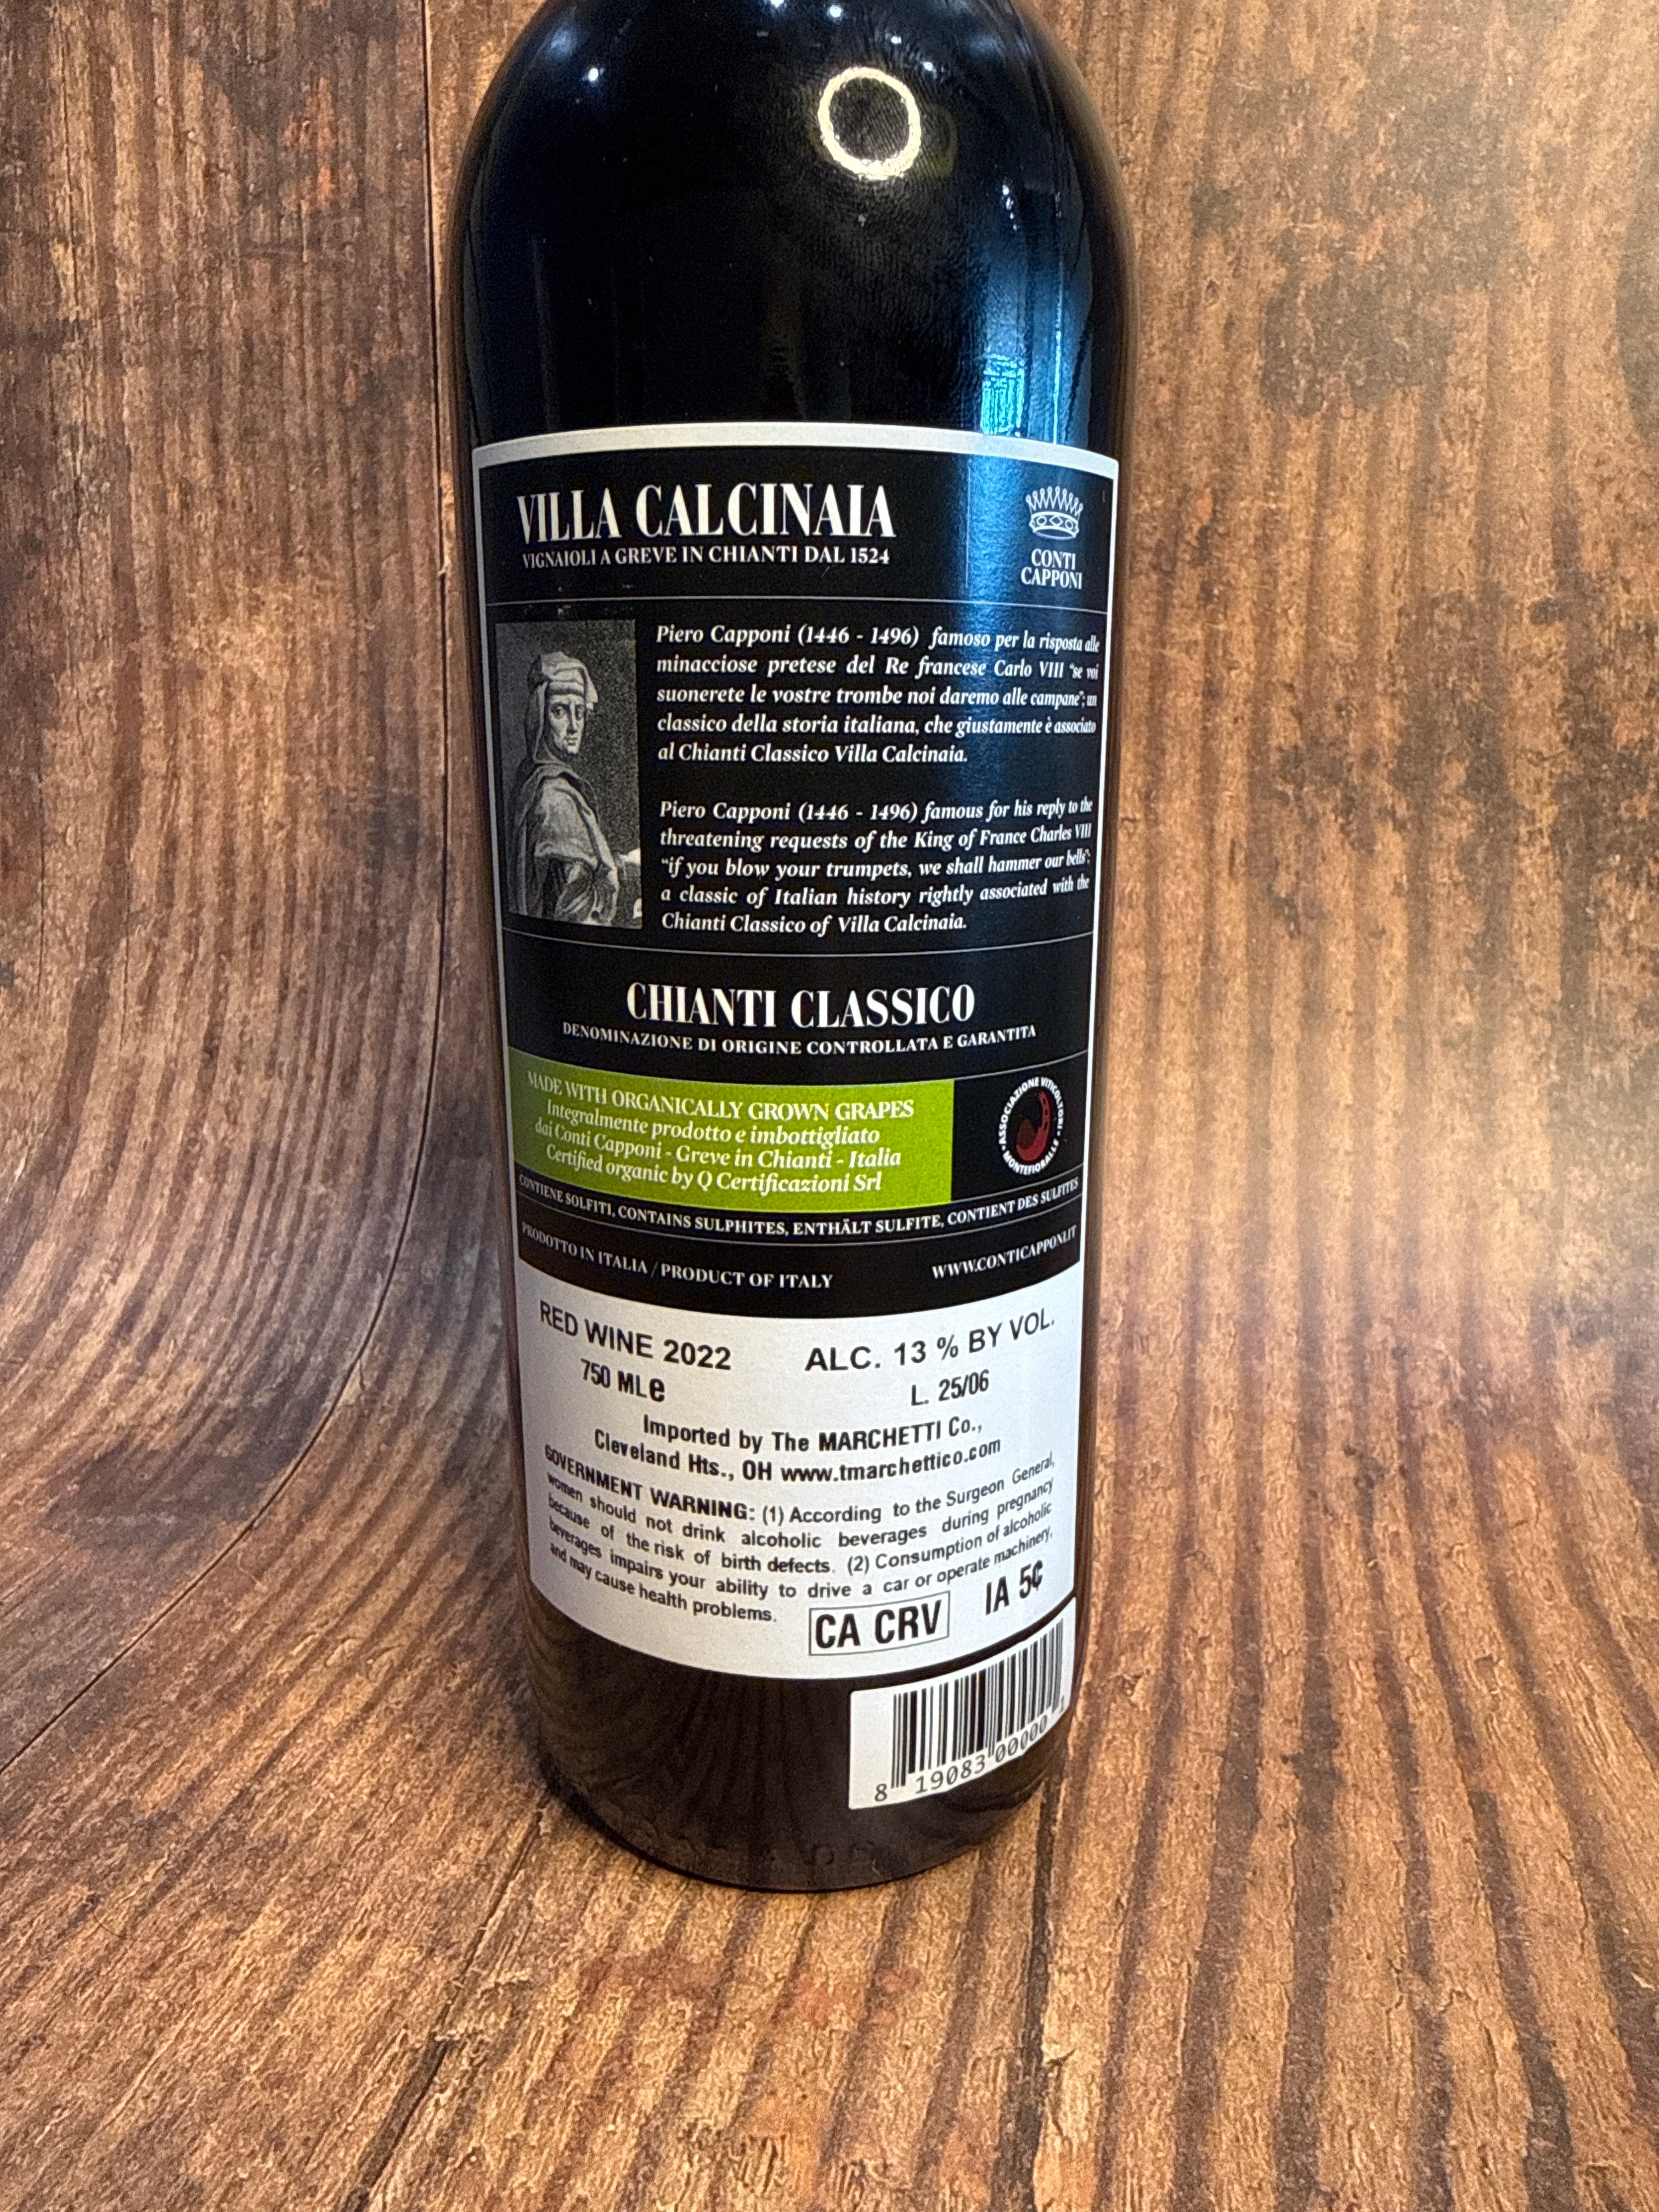 VILLA CALCINAIA
VIGNAIOLI A GREVE IN CHIANTI DAL 1524
CONTI
CAPPONI
Piero Capponi (1446 - 1496) famoso per la risposta alle
minacciose pretese del Re francese Carlo VIII "se voi
suonerete le vostre trombe noi daremo alle campane"; un
classico della storia italiana, che giustamente è associato
al Chianti Classico Villa Calcinaia.
Piero Capponi (1446 - 1496) famous for his reply to the
threatening requests of the King of France Charles VIII
"if you blow your trumpets, we shall hammer our bells":
a classic of Italian history rightly associated with the
Chianti Classico of Villa Calcinaia.
CHIANTI CLASSICO
DENOMINAZIONE DI ORIGINE CONTROLLATA E GARANTITA
MADE WITH ORGANICALLY GROWN GRAPES
Integralmente prodotto e imbottigliato
dai Conti Capponi - Greve in Chianti - Italia
Certified organic by Q Certificazioni Srl
ASSOCIAZIONE VITICOLTORI
MONTEFIORALLE
CONTIENE SOLFITI, CONTAINS SULPHITES, ENTHÄLT SULFITE, CONTIENT DES SULFITES
PRODOTTO IN ITALIA / PRODUCT OF ITALY
WWW.CONTICAPPONI.IT
RED WINE 2022 ALC. 13 % BY VOL.
750 MLe L. 25/06
Imported by The MARCHETTI Co.,
Cleveland Hts., OH www.tmarchettico.com
GOVERNMENT WARNING: (1) According to the Surgeon General,
women should not drink alcoholic beverages during pregnancy
because of the risk of birth defects. (2) Consumption of alcoholic
beverages impairs your ability to drive a car or operate machinery,
and may cause health problems.
CA CRV IA 5¢
8 19083 00000 1